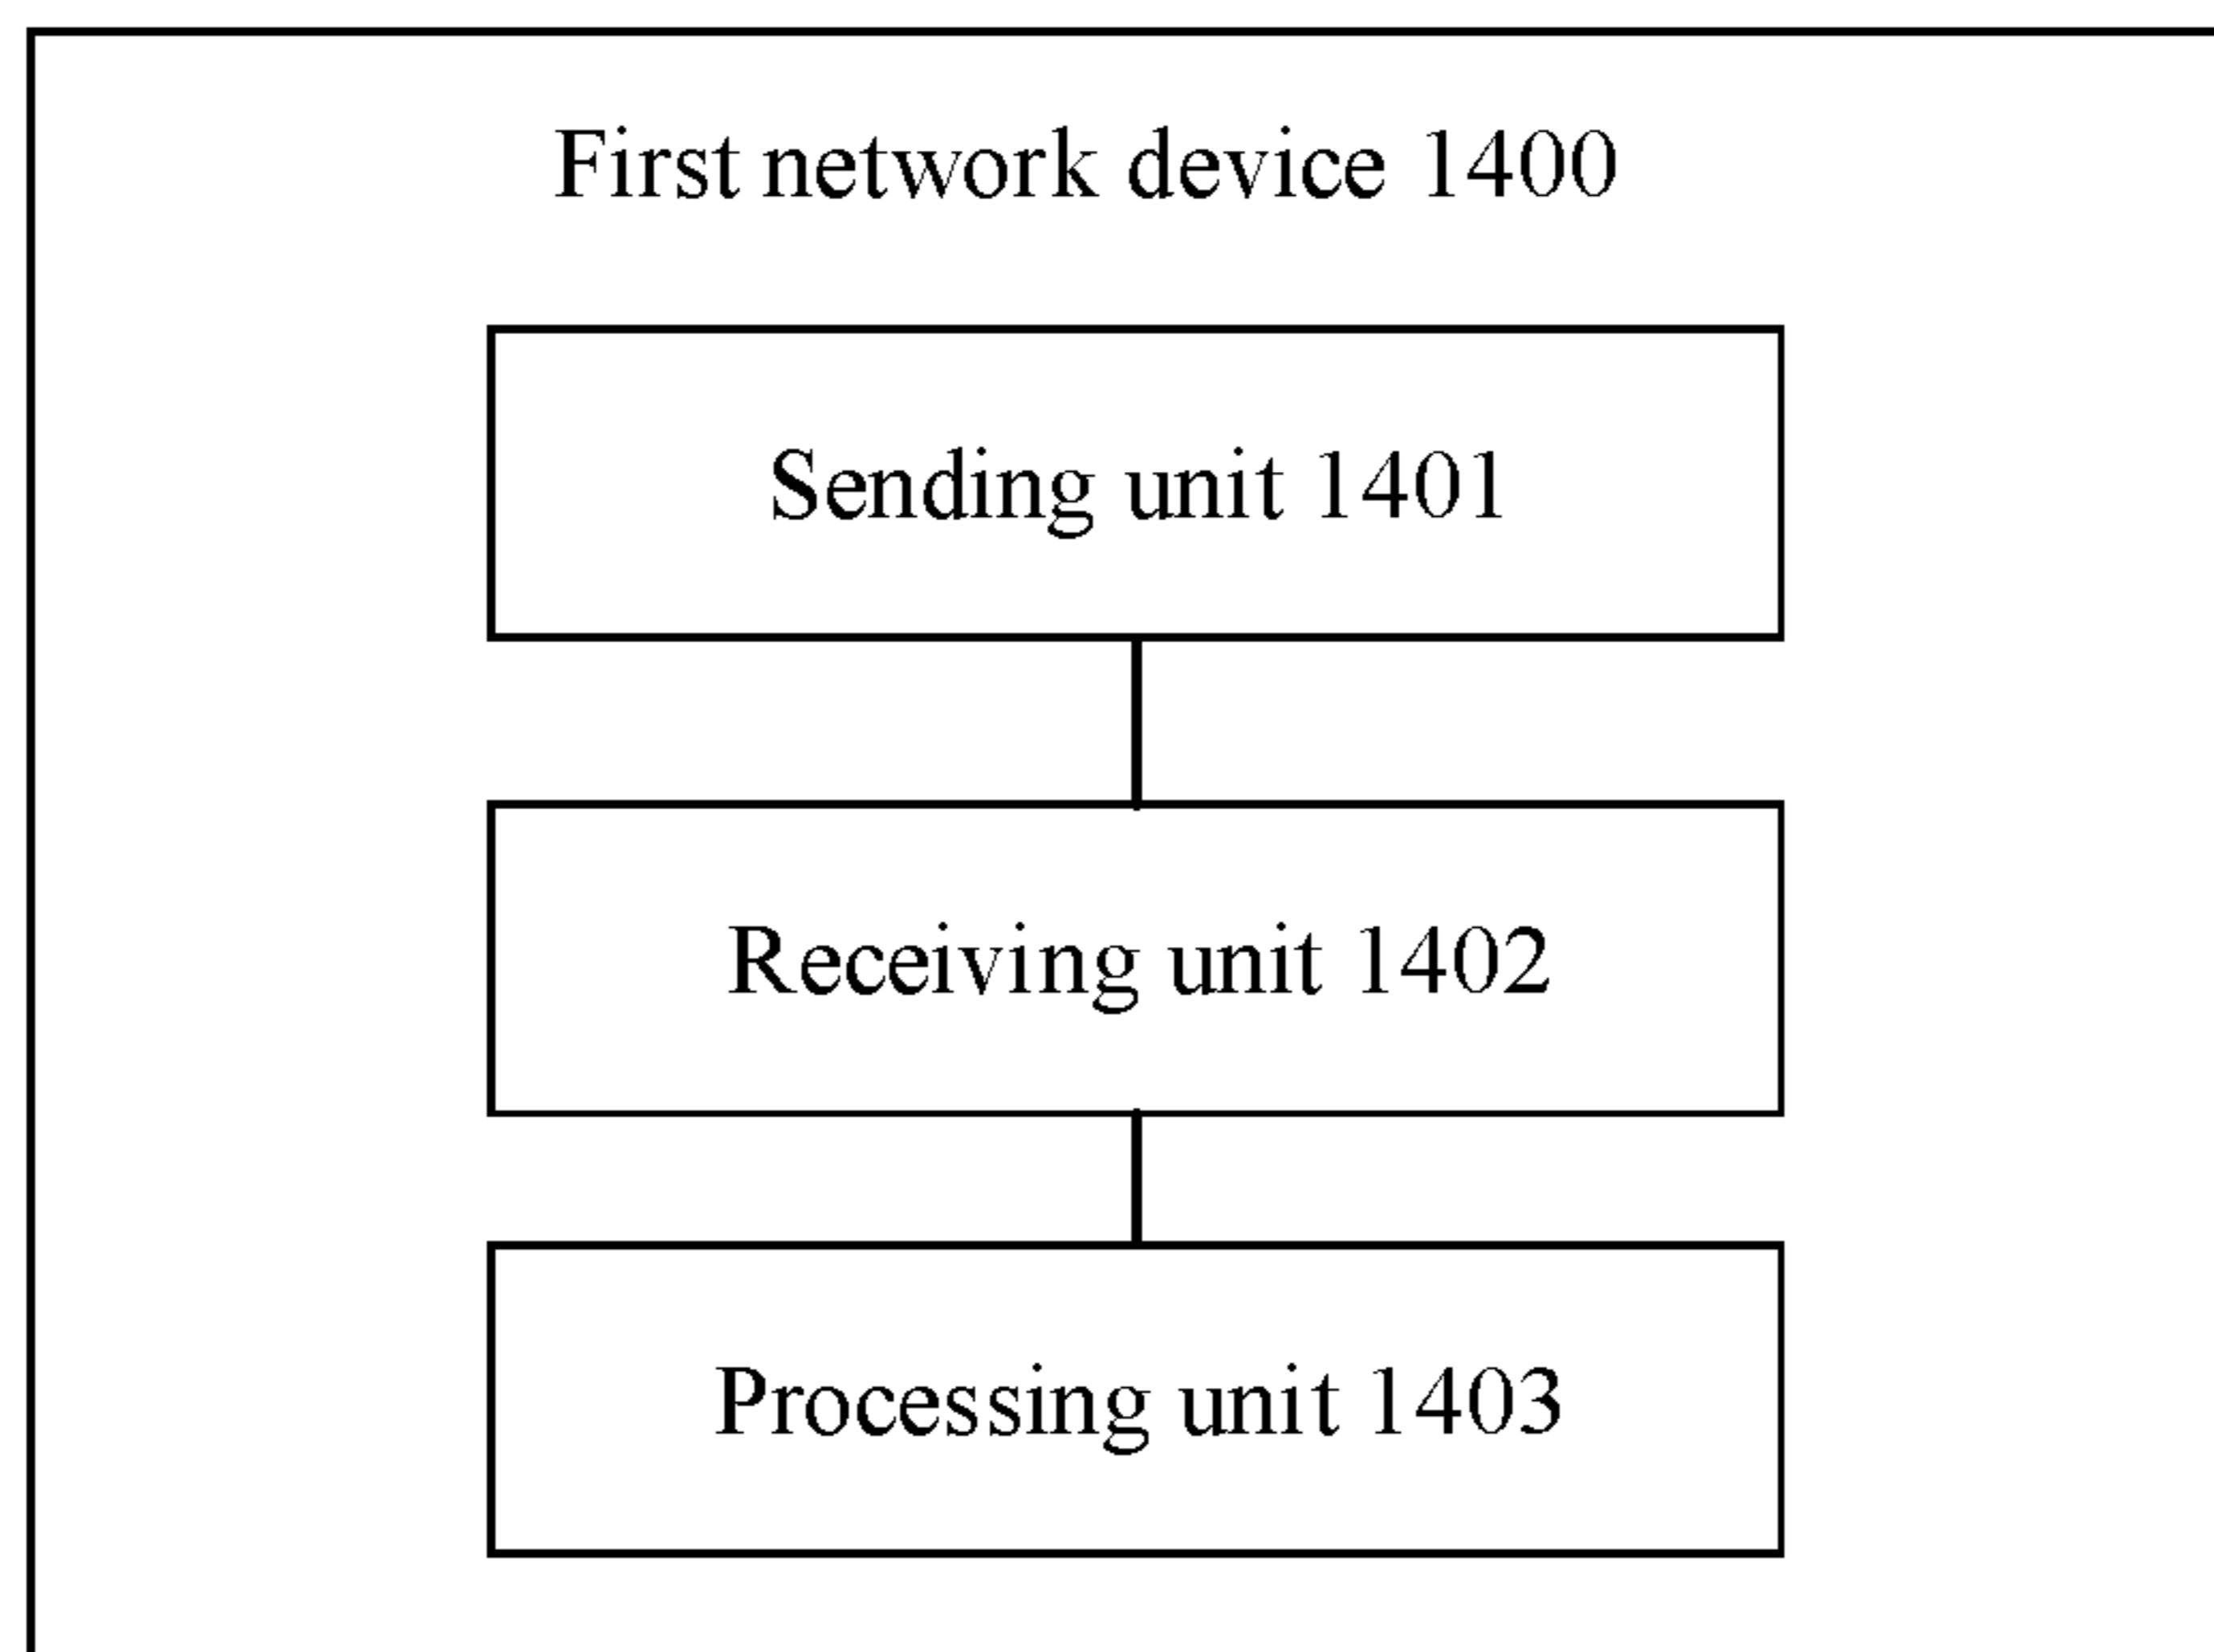 First network device 1400
Sending unit 1401
Receiving unit 1402
Processing unit 1403